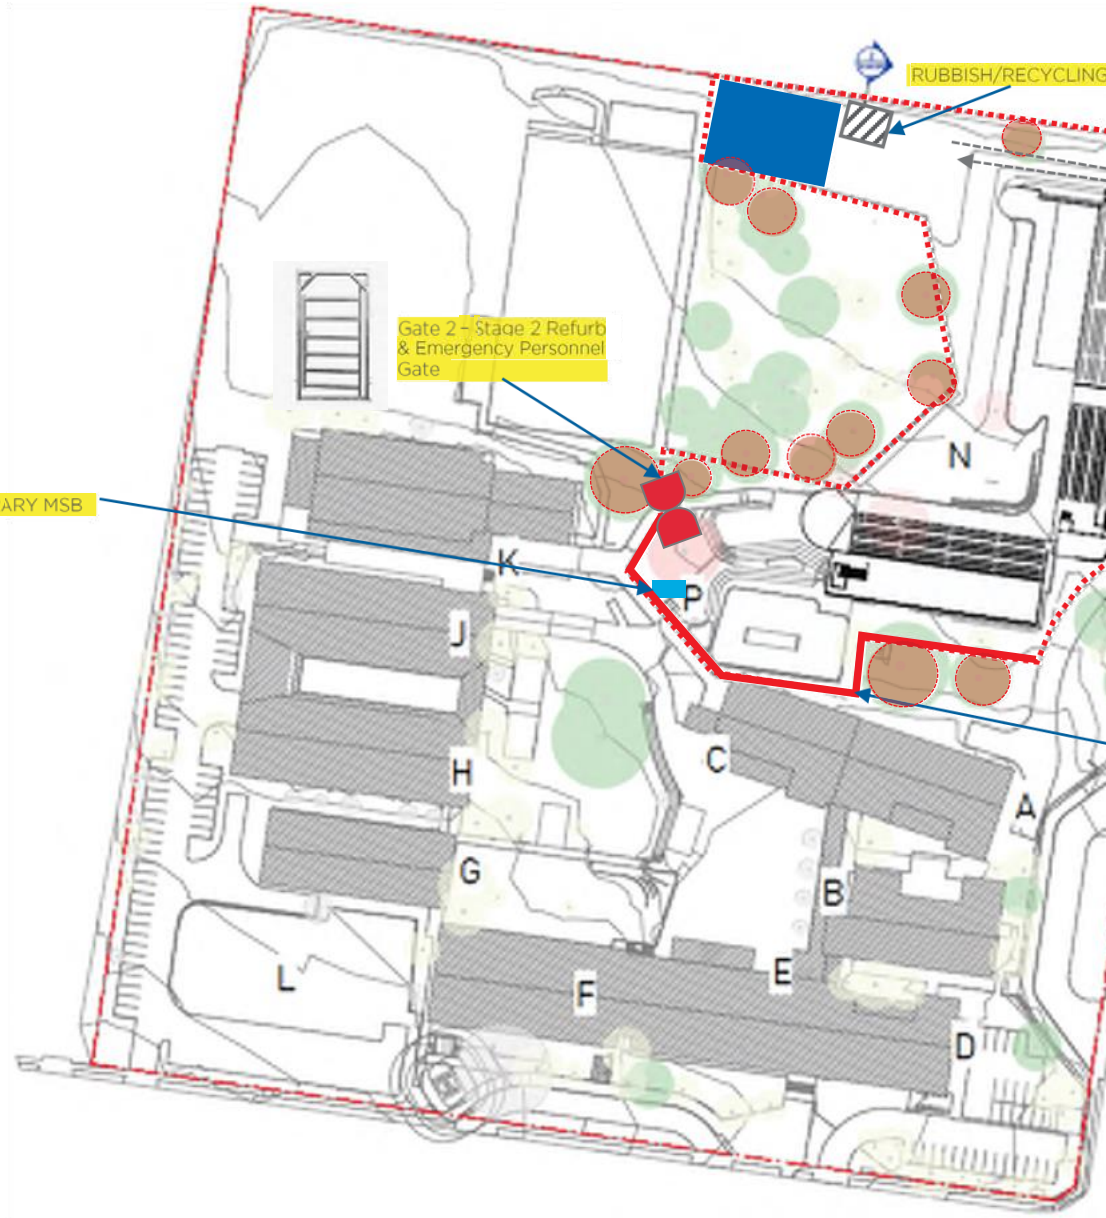 RUBBISH/RECYCLING
Gate 2 – Stage 2 Refurb
& Emergency Personnel
Gate
N
ARY MSB
K
P
J
C
H
A
G
B
E
L
F
D